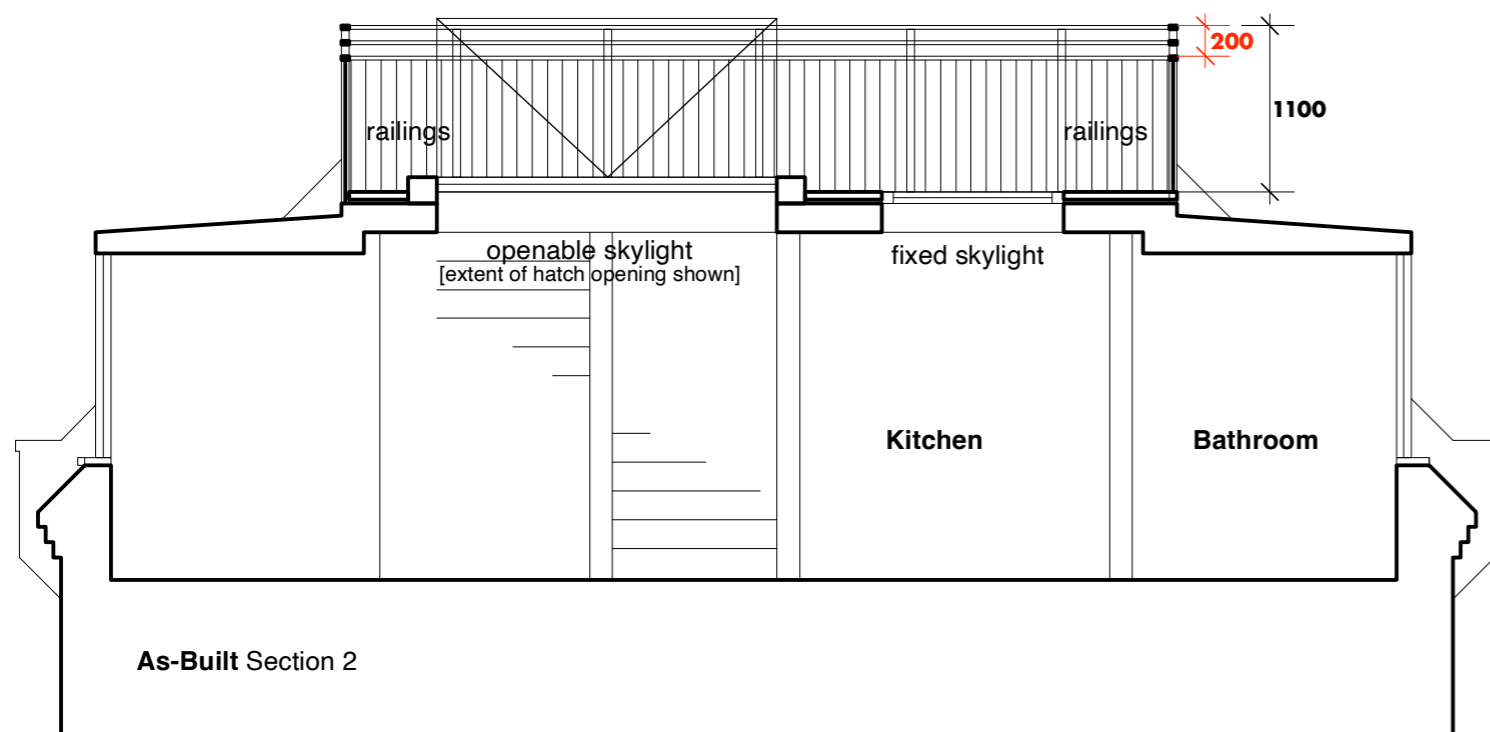 200
1100
railings
railings
openable skylight
[extent of hatch opening shown]
fixed skylight
Kitchen
Bathroom
As-Built Section 2